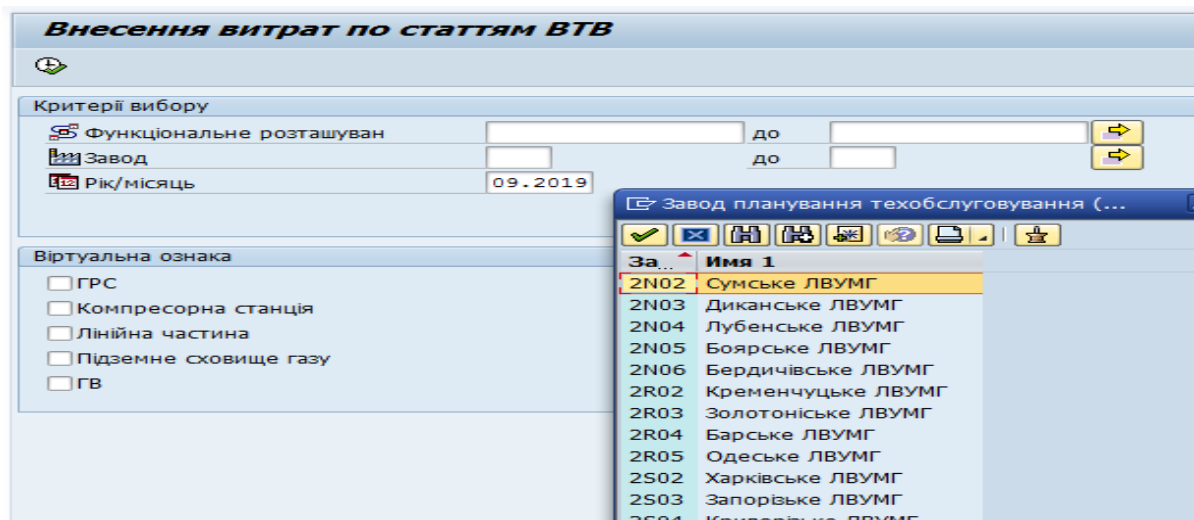 Внесення витрат по статтям ВТВ
Критерії вибору
Функціональне розташуван до
Завод до
Рік/місяць 09.2019
Віртуальна ознака
ГРС
Компресорна станція
Лінійна частина
Підземне сховище газу
ГВ
Завод планування техобслуговування (...
За... Имя 1
2N02 Сумське ЛВУМГ
2N03 Диканське ЛВУМГ
2N04 Лубенське ЛВУМГ
2N05 Боярське ЛВУМГ
2N06 Бердичівське ЛВУМГ
2R02 Кременчуцьке ЛВУМГ
2R03 Золотоніське ЛВУМГ
2R04 Барське ЛВУМГ
2R05 Одеське ЛВУМГ
2S02 Харківське ЛВУМГ
2S03 Запорізьке ЛВУМГ
2S04 Криворізьке ЛВУМГ